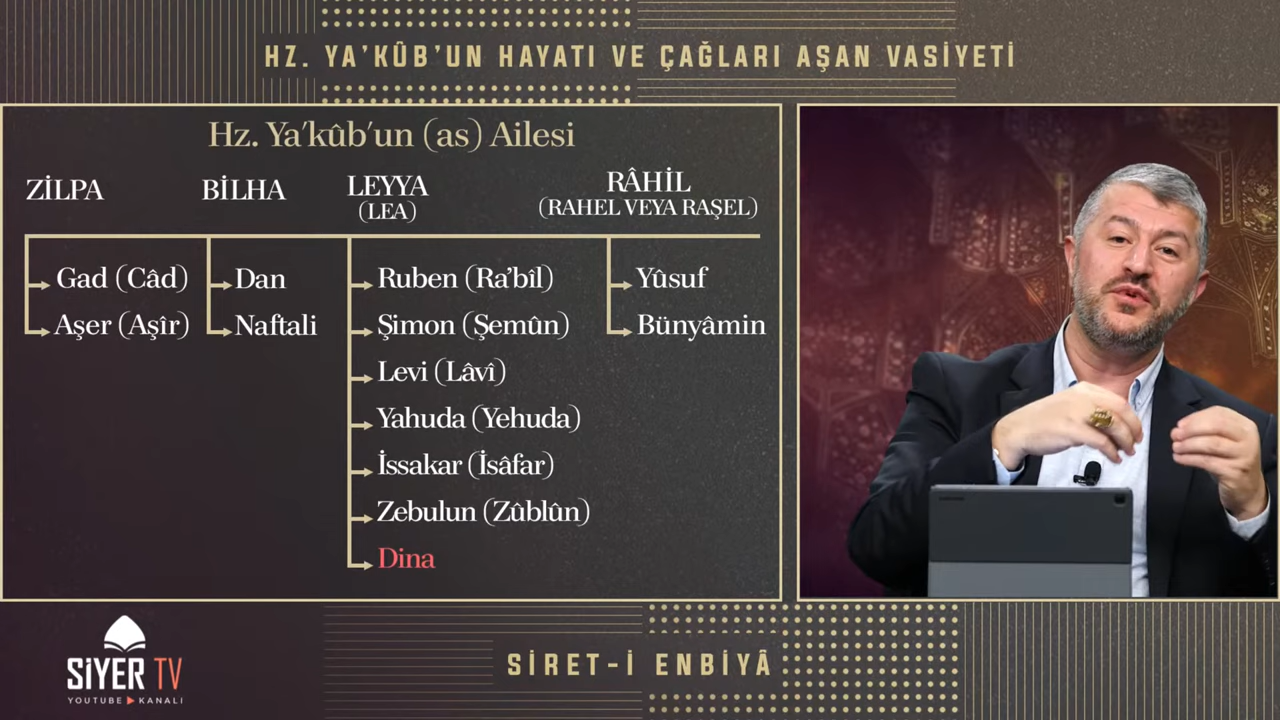 HZ. YA'KÛB'UN HAYATI VE ÇAĞLARI AŞAN VASİYETİ
Hz. Ya'kûb'un (as) Ailesi
ZİLPA
Gad (Câd)
Aşer (Aşîr)
BİLHA
Dan
Naftali
LEYYA
(LEA)
Ruben (Ra'bîl)
Şimon (Şemûn)
Levi (Lâvî)
Yahuda (Yehuda)
İssakar (İsâfar)
Zebulun (Zûblûn)
Dina
RÂHİL
(RAHEL VEYA RAŞEL)
Yûsuf
Bünyâmin
SİYER TV
YOUTUBE KANALI
SİRET-İ ENBİYÂ